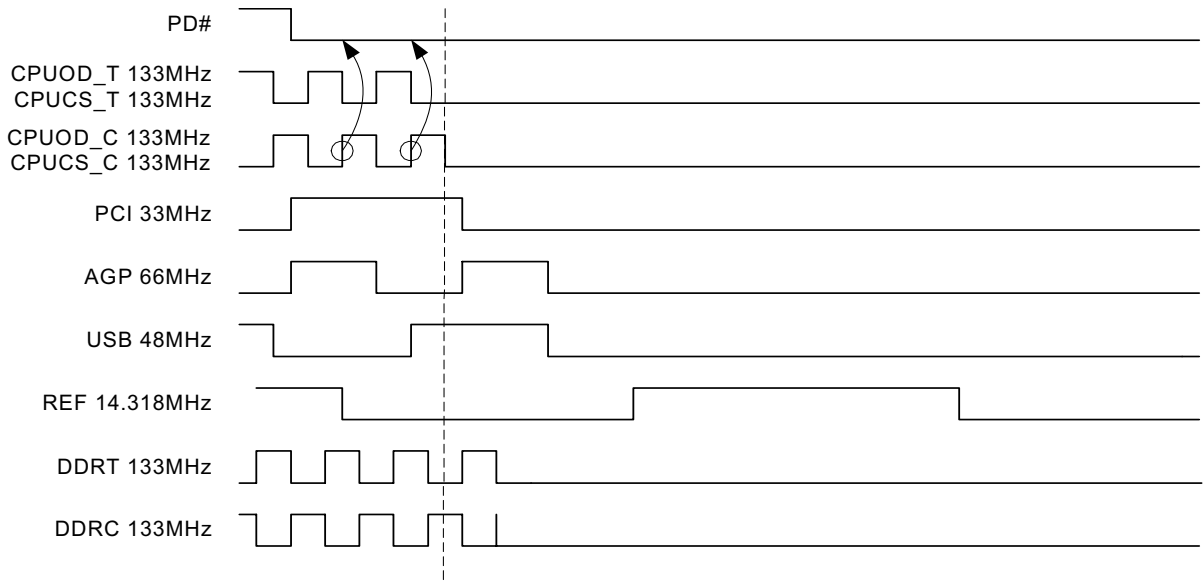 PD#
CPUOD_T 133MHz
CPUCS_T 133MHz
CPUOD_C 133MHz
CPUCS_C 133MHz
PCI 33MHz
AGP 66MHz
USB 48MHz
REF 14.318MHz
DDRT 133MHz
DDRC 133MHz